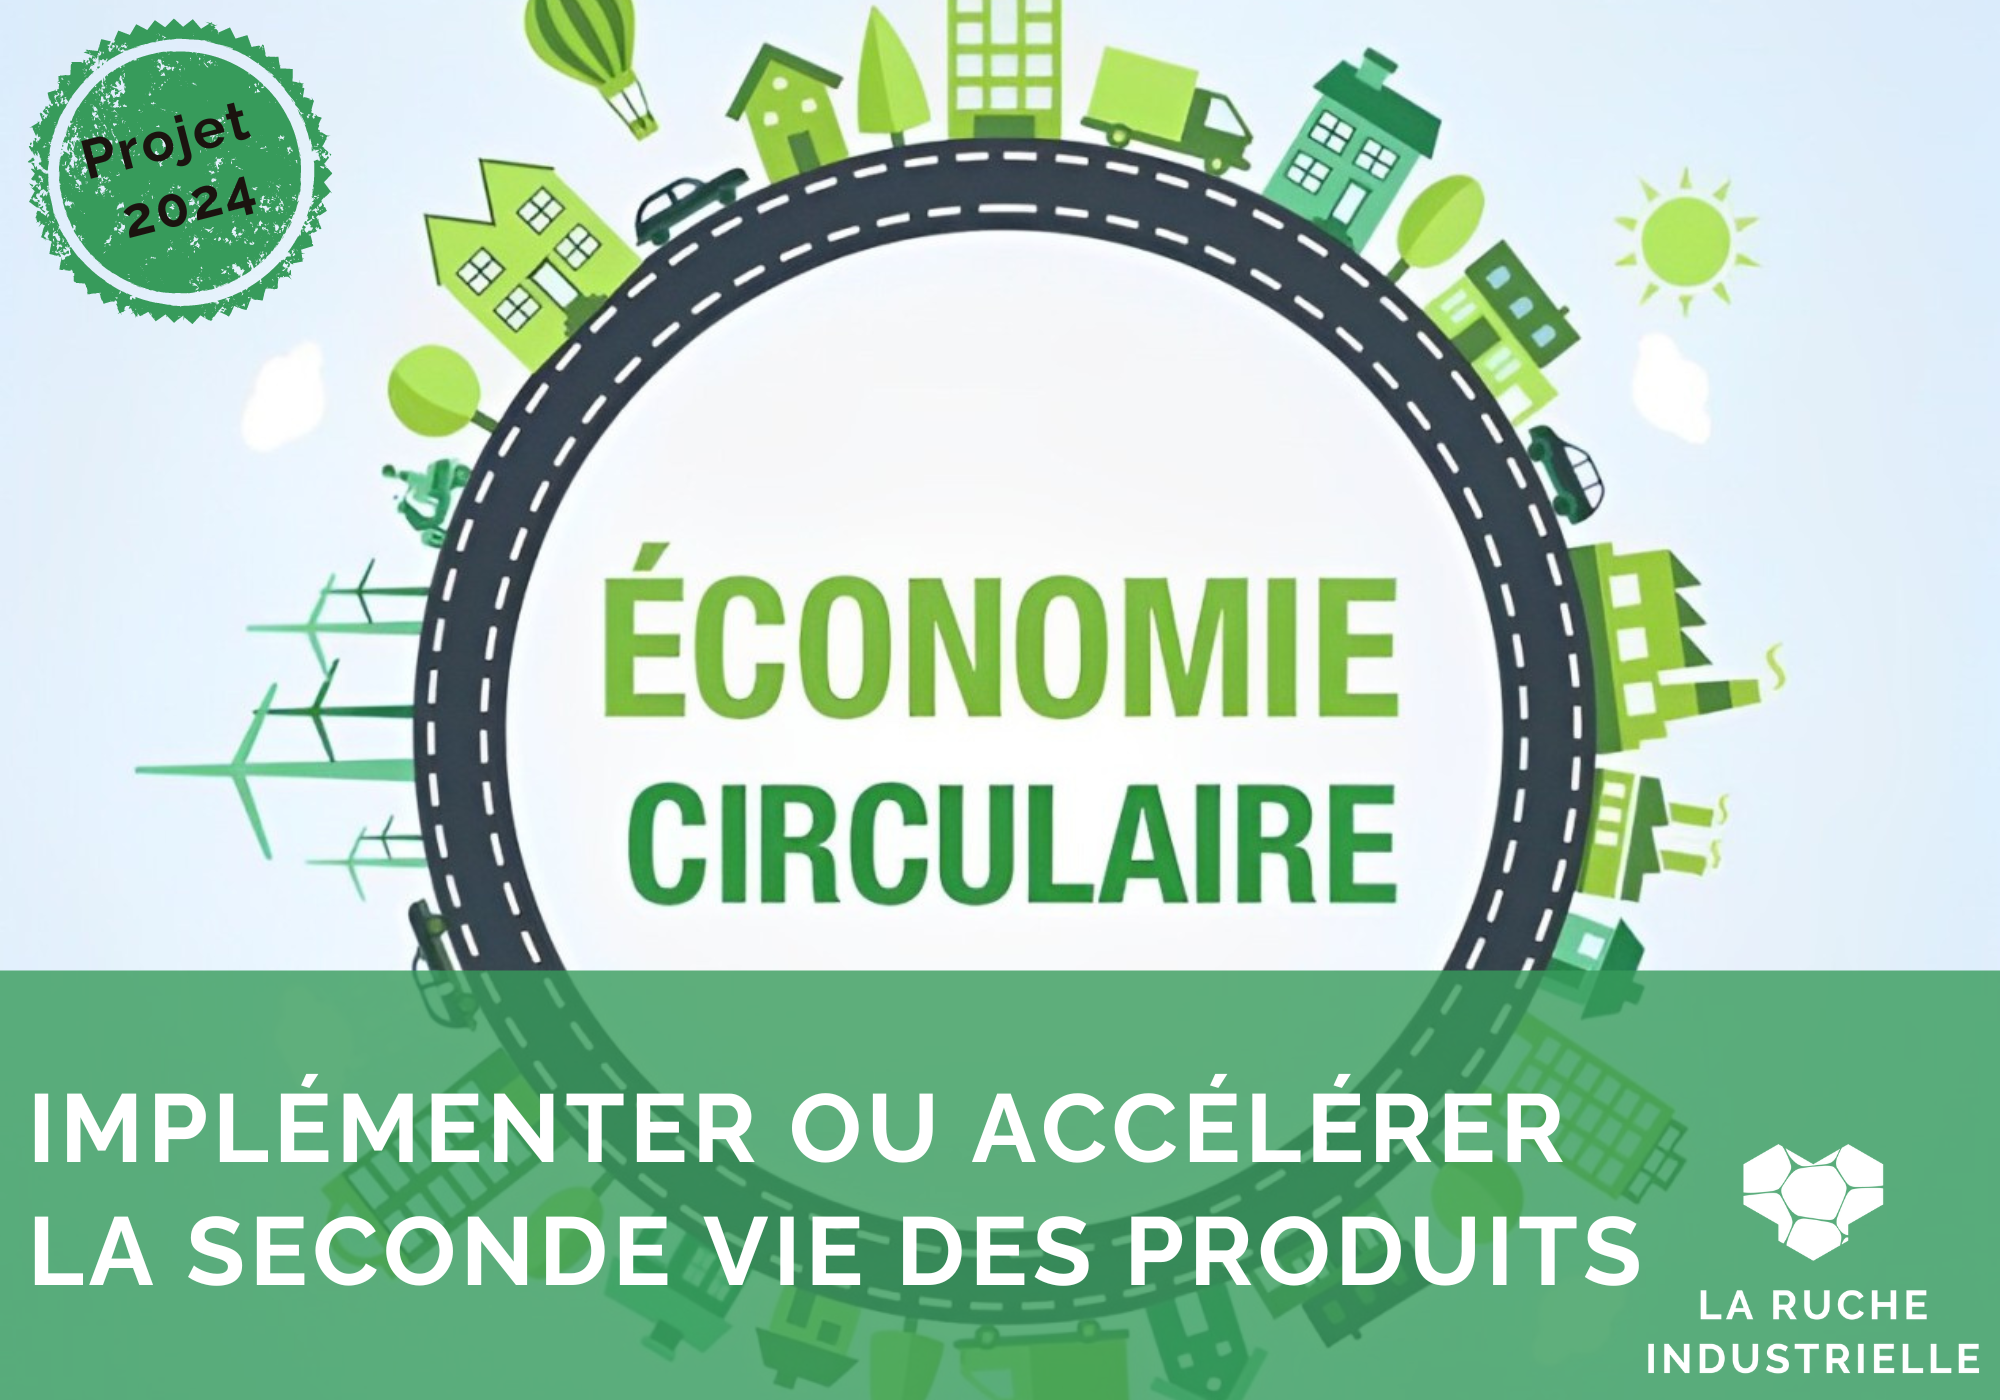 Projet
2024
ÉCONOMIE
CIRCULAIRE
IMPLÉMENTER OU ACCÉLÉRER
LA SECONDE VIE DES PRODUITS
LA RUCHE
INDUSTRIELLE